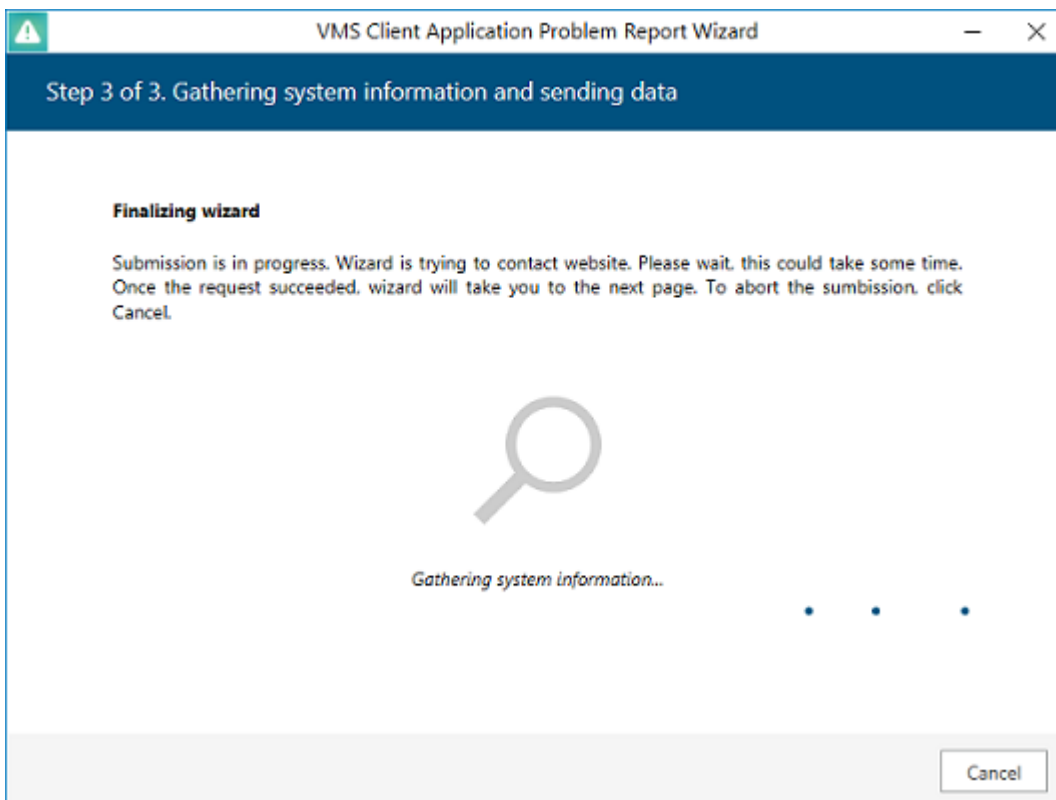 VMS Client Application Problem Report Wizard
Step 3 of 3. Gathering system information and sending data
Finalizing wizard
Submission is in progress. Wizard is trying to contact website. Please wait, this could take some time.
Once the request succeeded, wizard will take you to the next page. To abort the sumbission, click
Cancel.
Gathering system information...
Cancel